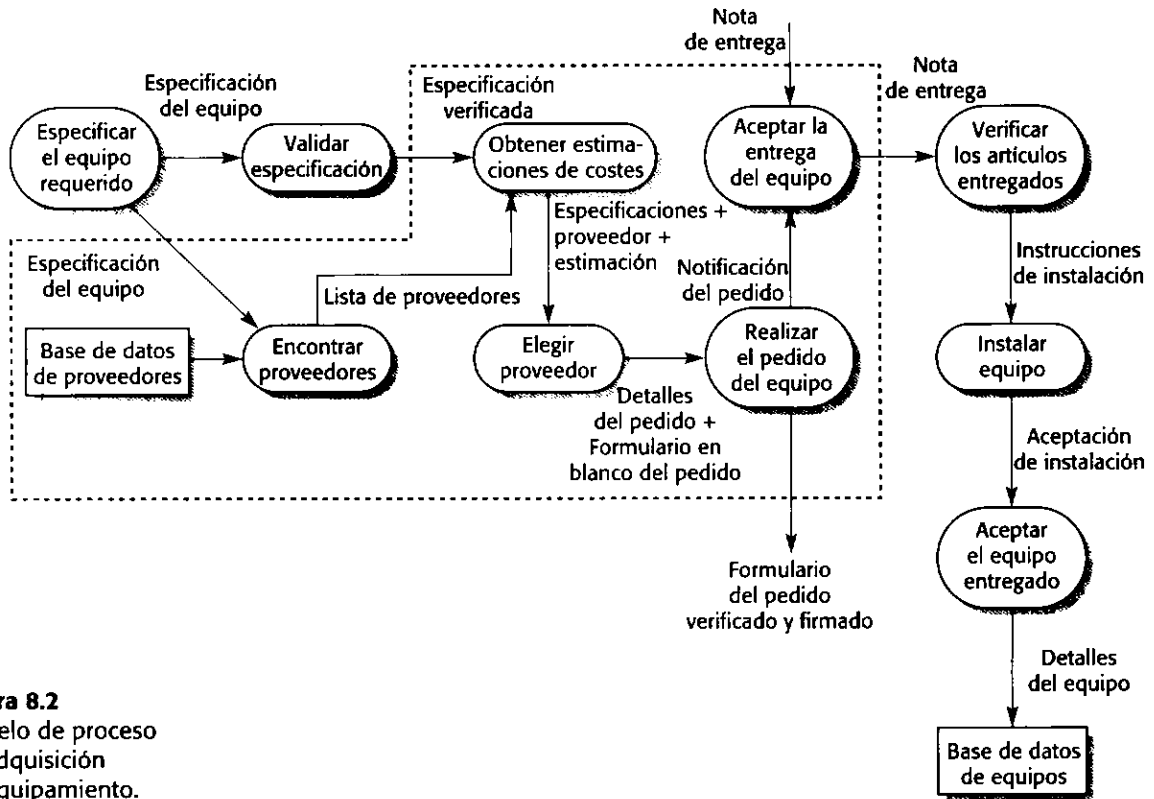 Nota
de entrega
Nota
de entrega
Especificación
del equipo
Especificación
verificada
Especificar
el equipo
requerido
Validar
especificación
Obtener estima-
ciones de costes
Aceptar la
entrega
del equipo
Verificar
los artículos
entregados
Especificaciones +
proveedor +
estimación
Especificación
del equipo
Lista de proveedores
Notificación
del pedido
Instrucciones
de instalación
Base de datos
de proveedores
Encontrar
proveedores
Elegir
proveedor
Realizar
el pedido
del equipo
Instalar
equipo
Detalles
del pedido +
Formulario en
blanco del pedido
Aceptación
de instalación
Formulario
del pedido
verificado y firmado
Aceptar
el equipo
entregado
Detalles
del equipo
Base de datos
de equipos
ra 8.2
elo de proceso
dquisición
quipamiento.